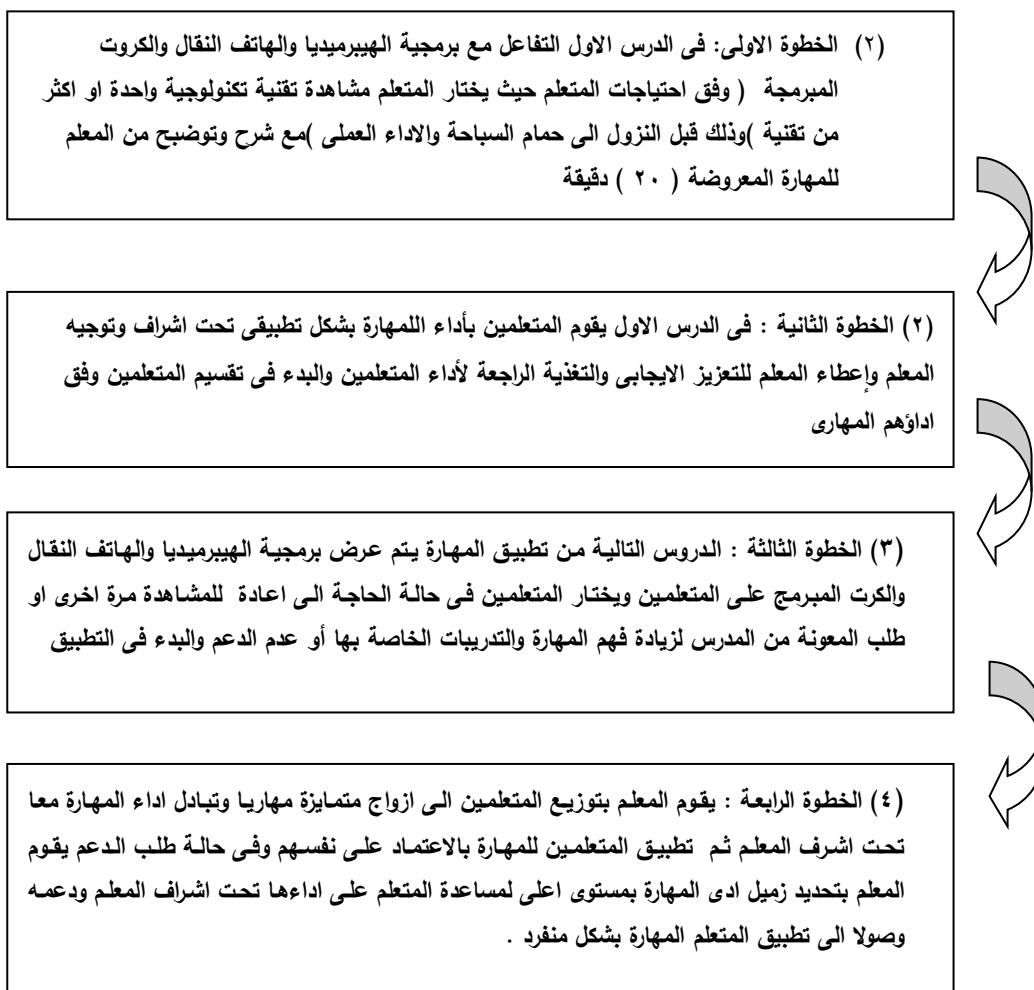 (٢) الخطوة الاولى: فى الدرس الاول التفاعل مع برمجية الهيبرميديا والهاتف النقال والكروت
المبرمجة ( وفق احتياجات المتعلم حيث يختار المتعلم مشاهدة تقنية تكنولوجية واحدة او اكثر
من تقنية )وذلك قبل النزول الى حمام السباحة والاداء العملى )مع شرح وتوضبح من المعلم
للمهارة المعروضة ( ٢٠ ) دقيقة
(٢) الخطوة الثانية : فى الدرس الاول يقوم المتعلمين بأداء اللمهارة بشكل تطبيقى تحت اشراف وتوجيه
المعلم وإعطاء المعلم للتعزيز الايجابى والتغذية الراجعة لأداء المتعلمين والبدء فى تقسيم المتعلمين وفق
اداؤهم المهارى
(٣) الخطوة الثالثة : الدروس التالية من تطبيق المهارة يتم عرض برمجية الهيبرميديا والهاتف النقال
والكرت المبرمج على المتعلمين ويختار المتعلمين فى حالة الحاجة الى اعادة للمشاهدة مرة اخرى او
طلب المعونة من المدرس لزيادة فهم المهارة والتدريبات الخاصة بها أو عدم الدعم والبدء فى التطبيق
(٤) الخطوة الرابعة : يقوم المعلم بتوزيع المتعلمين الى ازواج متمايزة مهاريا وتبادل اداء المهارة معا
تحت اشرف المعلم ثم تطبيق المتعلمين للمهارة بالاعتماد على نفسهم وفى حالة طلب الدعم يقوم
المعلم بتحديد زميل ادى المهارة بمستوى اعلى لمساعدة المتعلم على اداءها تحت اشراف المعلم ودعمه
وصولا الى تطبيق المتعلم المهارة بشكل منفرد .